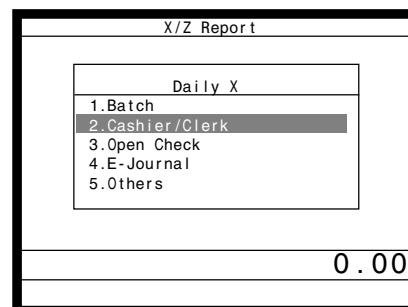 X/Z Report
Daily X
1.Batch
2.Cashier/Clerk
3.Open Check
4.E-Journal
5.Others
0.00